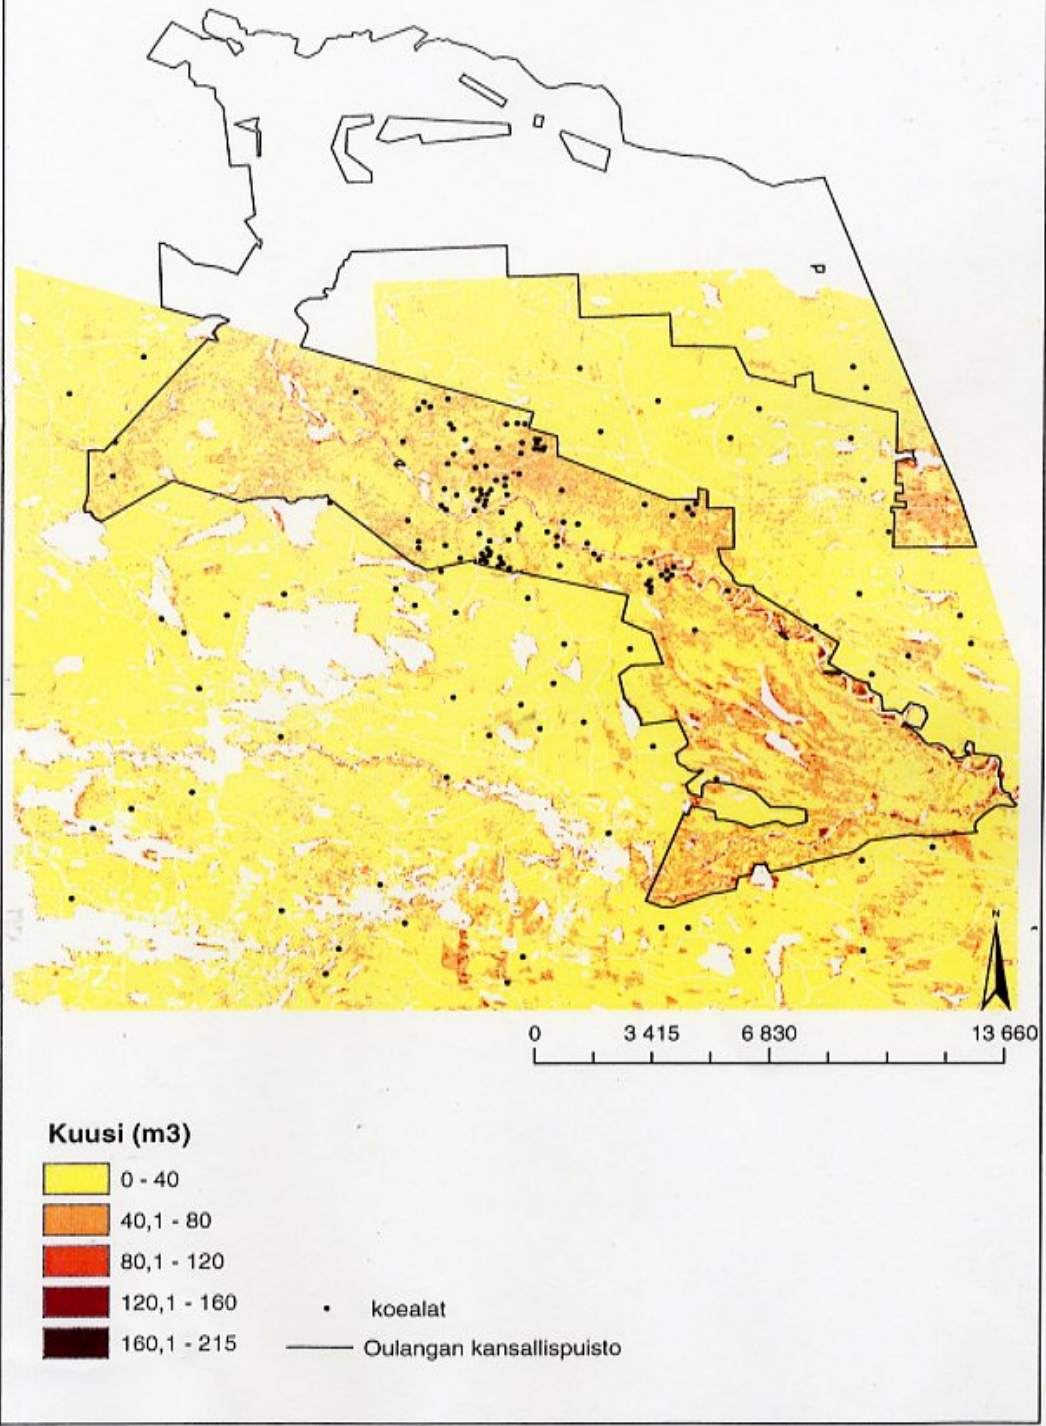 N
0 3 415 6 830 13 660
Kuusi (m3)
0 - 40
40,1 - 80
80,1 - 120
120,1 - 160
160,1 - 215
koealat
Oulangan kansallispuisto